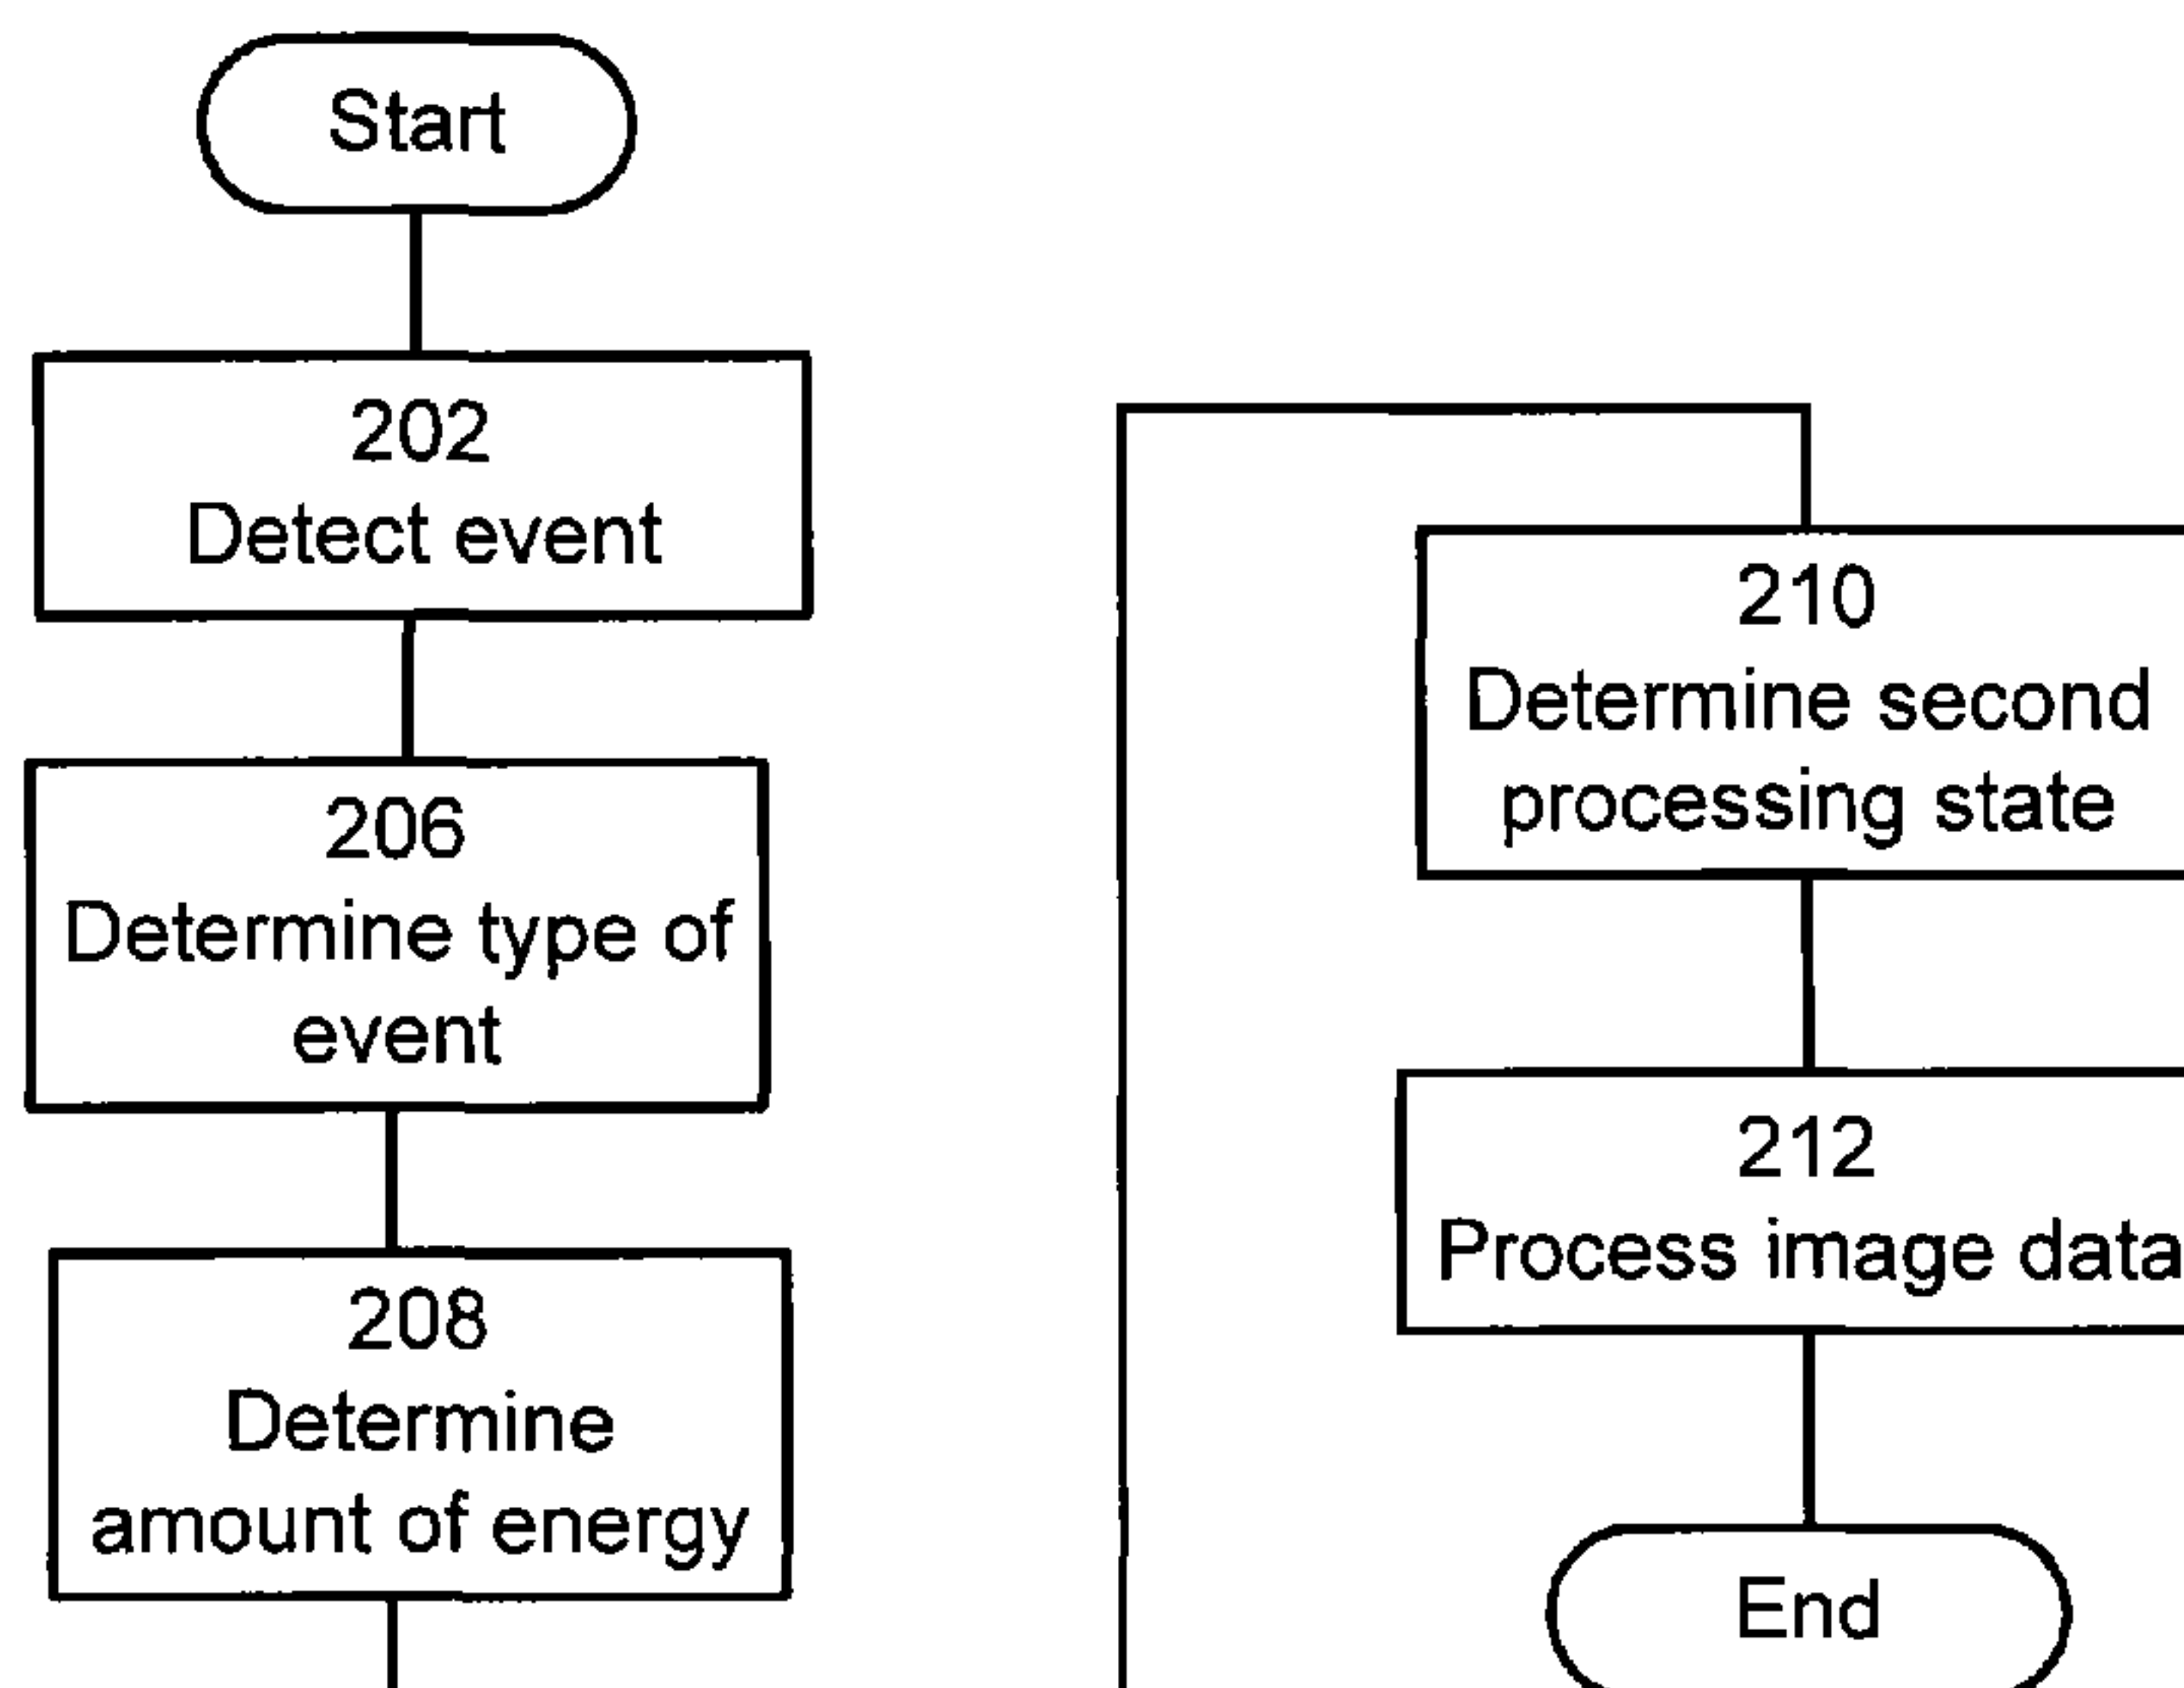 Start
202
Detect event
206
Determine type of
event
208
Determine
amount of energy
210
Determine second
processing state
212
Process image data
End